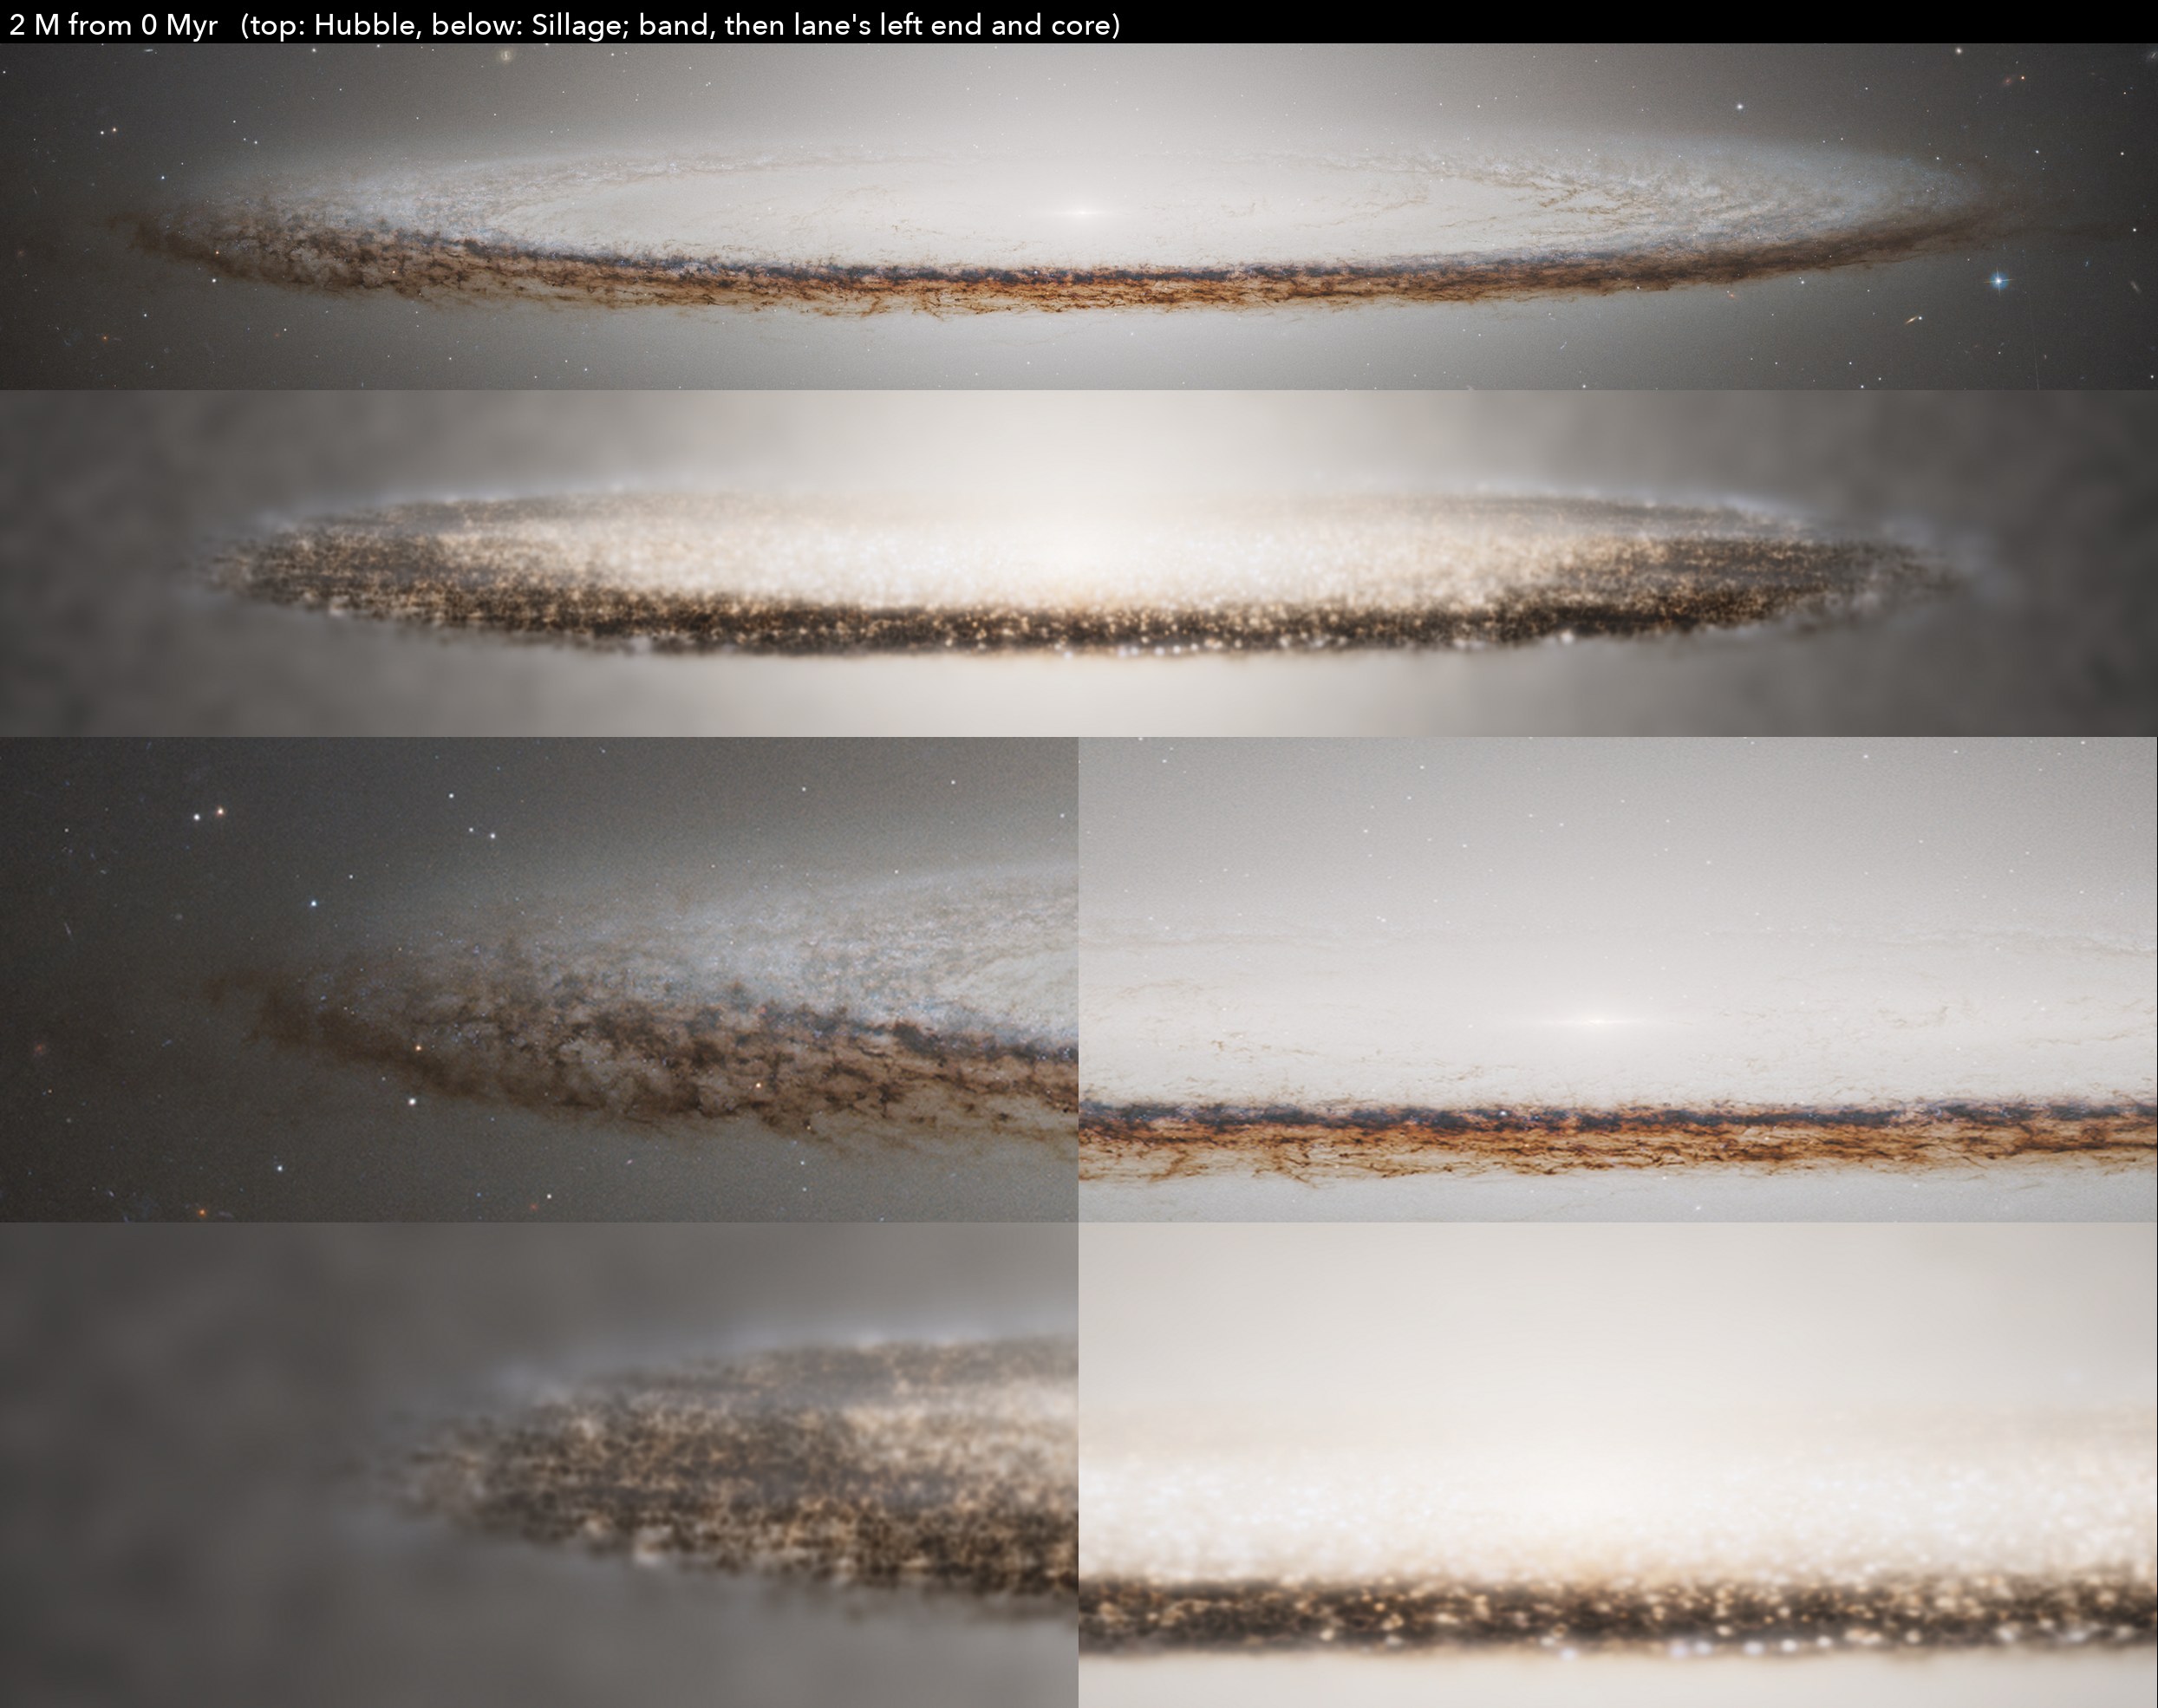 2 M from 0 Myr (top: Hubble, below: Sillage; band, then lane's left end and core)